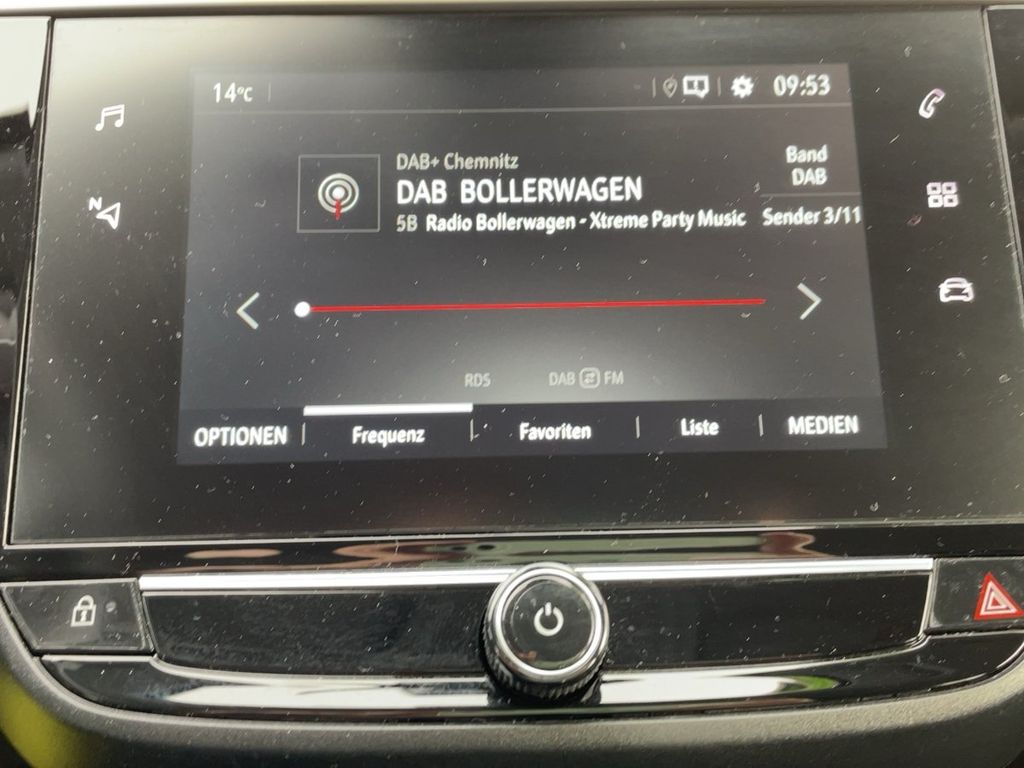 14°C
09:53
N
DAB+ Chemnitz
DAB BOLLERWAGEN
5B Radio Bollerwagen - Xtreme Party Music
Band
DAB
Sender 3/11
RDS
DAB FM
OPTIONEN
Frequenz
Favoriten
Liste
MEDIEN